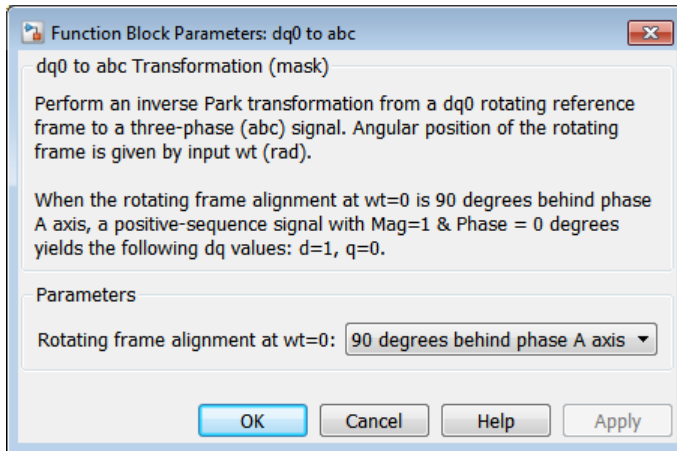 Function Block Parameters: dq0 to abc
dq0 to abc Transformation (mask)
Perform an inverse Park transformation from a dq0 rotating reference
frame to a three-phase (abc) signal. Angular position of the rotating
frame is given by input wt (rad).
When the rotating frame alignment at wt=0 is 90 degrees behind phase
A axis, a positive-sequence signal with Mag=1 & Phase = 0 degrees
yields the following dq values: d=1, q=0.
Parameters
Rotating frame alignment at wt=0: 90 degrees behind phase A axis
OK Cancel Help Apply